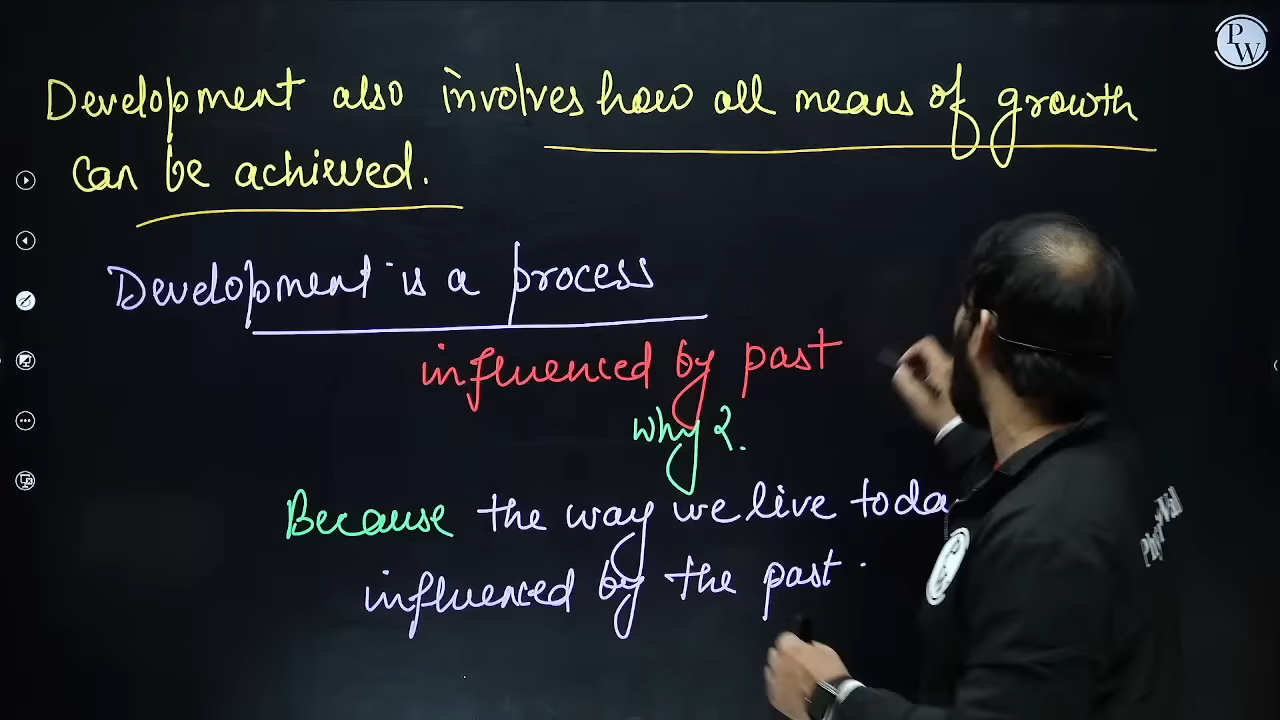 PW
Development also involves how all means of growth
can be achieved.
Development is a process
influenced by past
Why?
Because the way we live toda
influenced by the past.